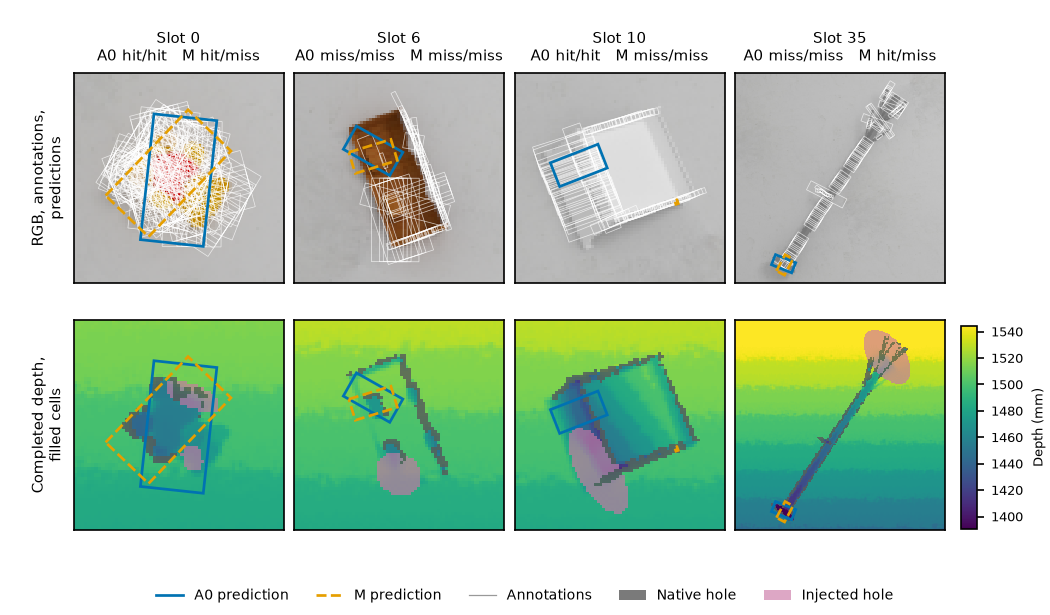 Slot 0
A0 hit/hit M hit/miss
Slot 6
A0 miss/miss M miss/miss
Slot 10
A0 hit/hit M miss/miss
Slot 35
A0 miss/miss M hit/miss
RGB, annotations,
predictions
Completed depth,
filled cells
1540
1520
1500
1480
1460
1440
1420
1400
Depth (mm)
A0 prediction
M prediction
Annotations
Native hole
Injected hole